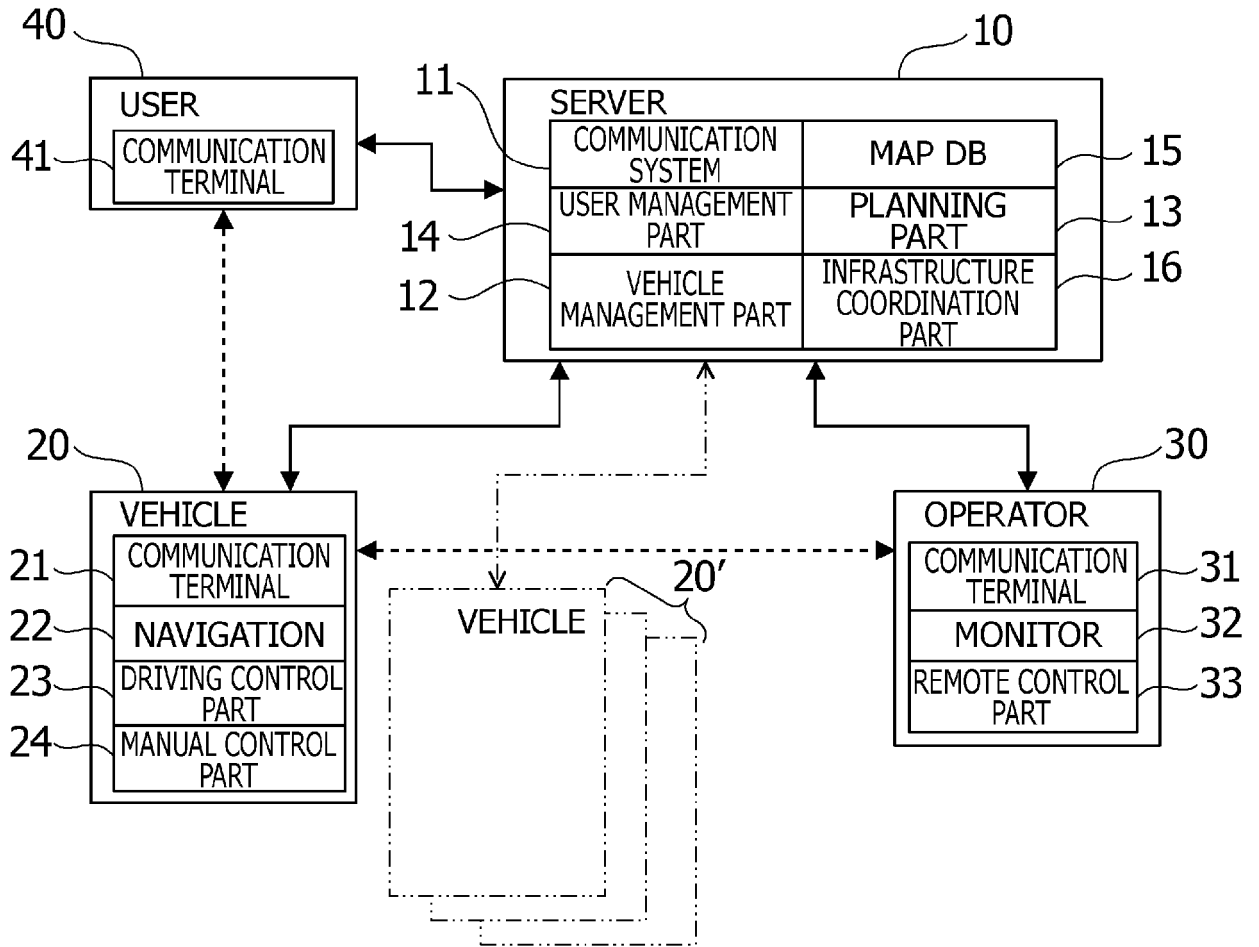 40
10
USER
41
COMMUNICATION
TERMINAL
11
SERVER
COMMUNICATION
SYSTEM
MAP DB
15
14
USER MANAGEMENT
PART
PLANNING
PART
13
12
VEHICLE
MANAGEMENT PART
INFRASTRUCTURE
COORDINATION
PART
16
20
VEHICLE
21
COMMUNICATION
TERMINAL
22
NAVIGATION
23
DRIVING CONTROL
PART
24
MANUAL CONTROL
PART
20′
VEHICLE
30
OPERATOR
COMMUNICATION
TERMINAL
31
MONITOR
32
REMOTE CONTROL
PART
33